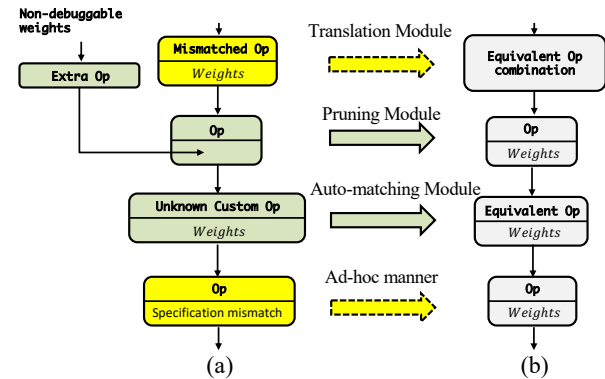 Non-debuggable
weights
Extra Op
Mismatched Op
Weights
Op
Unknown Custom Op
Weights
Op
Specification mismatch
(a)
Translation Module
Pruning Module
Auto-matching Module
Ad-hoc manner
Equivalent Op
combination
Op
Weights
Equivalent Op
Weights
Op
Weights
(b)